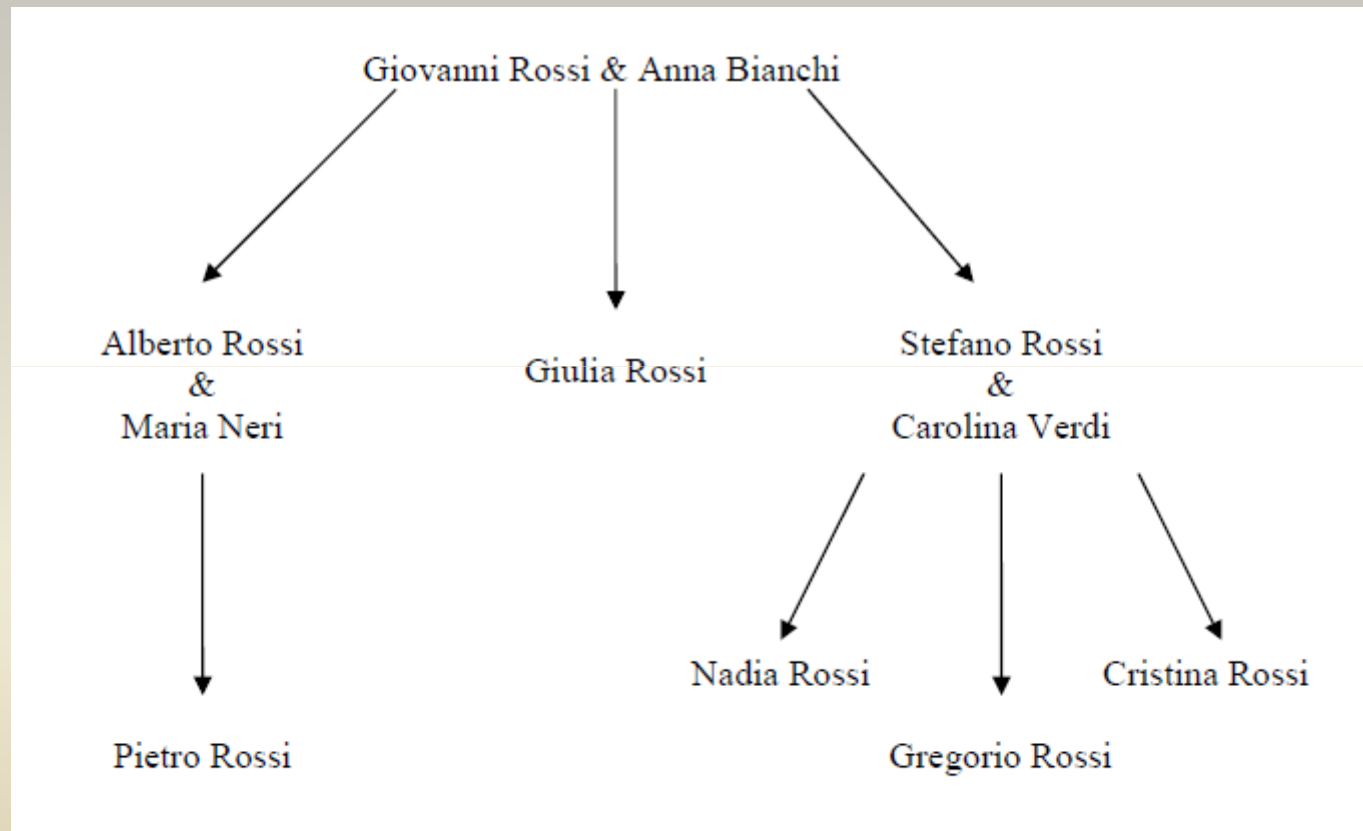 Giovanni Rossi & Anna Bianchi
Alberto Rossi
&
Maria Neri
Giulia Rossi
Stefano Rossi
&
Carolina Verdi
Nadia Rossi
Cristina Rossi
Pietro Rossi
Gregorio Rossi